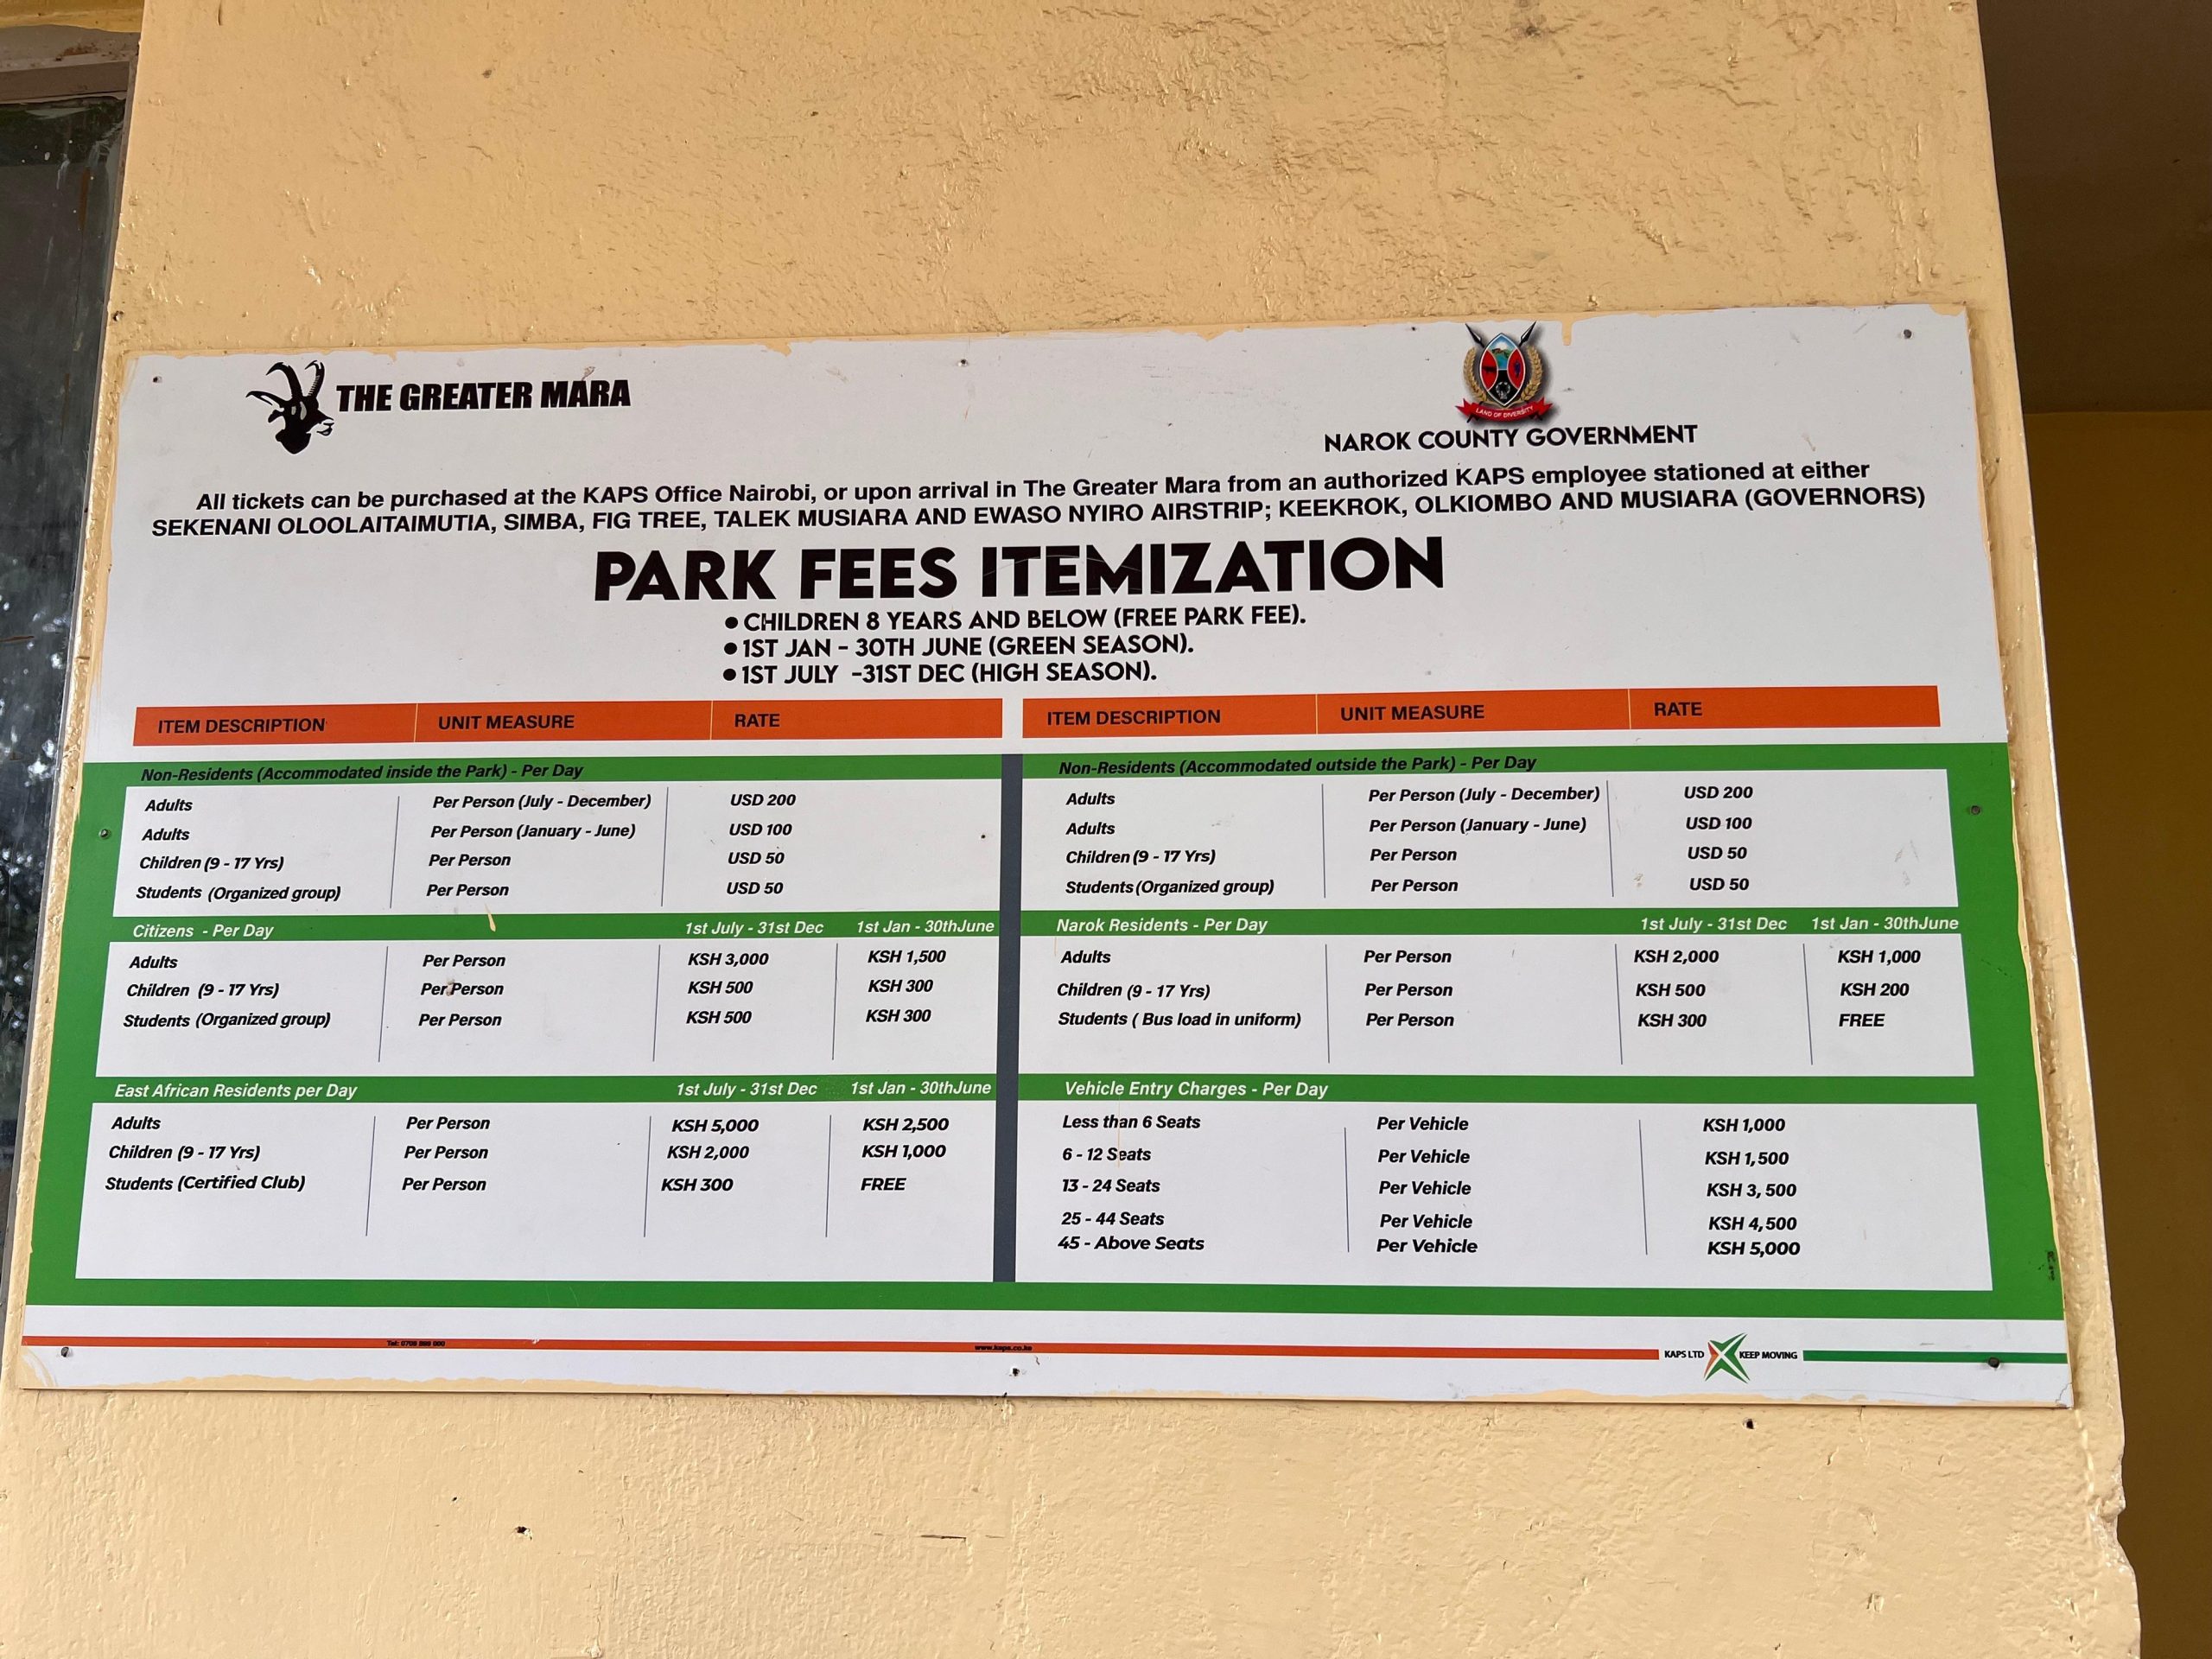 THE GREATER MARA
LAND OF DIVERSITY
NAROK COUNTY GOVERNMENT
All tickets can be purchased at the KAPS Office Nairobi, or upon arrival in The Greater Mara from an authorized KAPS employee stationed at either
SEKENANI OLOOLAITAIMUTIA, SIMBA, FIG TREE, TALEK MUSIARA AND EWASO NYIRO AIRSTRIP; KEEKROK, OLKIOMBO AND MUSIARA (GOVERNORS)
PARK FEES ITEMIZATION
• CHILDREN 8 YEARS AND BELOW (FREE PARK FEE).
• 1ST JAN - 30TH JUNE (GREEN SEASON).
• 1ST JULY -31ST DEC (HIGH SEASON).
ITEM DESCRIPTION UNIT MEASURE RATE
Non-Residents (Accommodated inside the Park) - Per Day
Adults Per Person (July - December) USD 200
Adults Per Person (January - June) USD 100
Children (9 - 17 Yrs) Per Person USD 50
Students (Organized group) Per Person USD 50
Citizens - Per Day 1st July - 31st Dec 1st Jan - 30thJune
Adults Per Person KSH 3,000 KSH 1,500
Children (9 - 17 Yrs) Per Person KSH 500 KSH 300
Students (Organized group) Per Person KSH 500 KSH 300
East African Residents per Day 1st July - 31st Dec 1st Jan - 30thJune
Adults Per Person KSH 5,000 KSH 2,500
Children (9 - 17 Yrs) Per Person KSH 2,000 KSH 1,000
Students (Certified Club) Per Person KSH 300 FREE
ITEM DESCRIPTION UNIT MEASURE RATE
Non-Residents (Accommodated outside the Park) - Per Day
Adults Per Person (July - December) USD 200
Adults Per Person (January - June) USD 100
Children (9 - 17 Yrs) Per Person USD 50
Students (Organized group) Per Person USD 50
Narok Residents - Per Day 1st July - 31st Dec 1st Jan - 30thJune
Adults Per Person KSH 2,000 KSH 1,000
Children (9 - 17 Yrs) Per Person KSH 500 KSH 200
Students ( Bus load in uniform) Per Person KSH 300 FREE
Vehicle Entry Charges - Per Day
Less than 6 Seats Per Vehicle KSH 1,000
6 - 12 Seats Per Vehicle KSH 1,500
13 - 24 Seats Per Vehicle KSH 3, 500
25 - 44 Seats Per Vehicle KSH 4,500
45 - Above Seats Per Vehicle KSH 5,000
www.kaps.co.ke
KAPS LTD KEEP MOVING